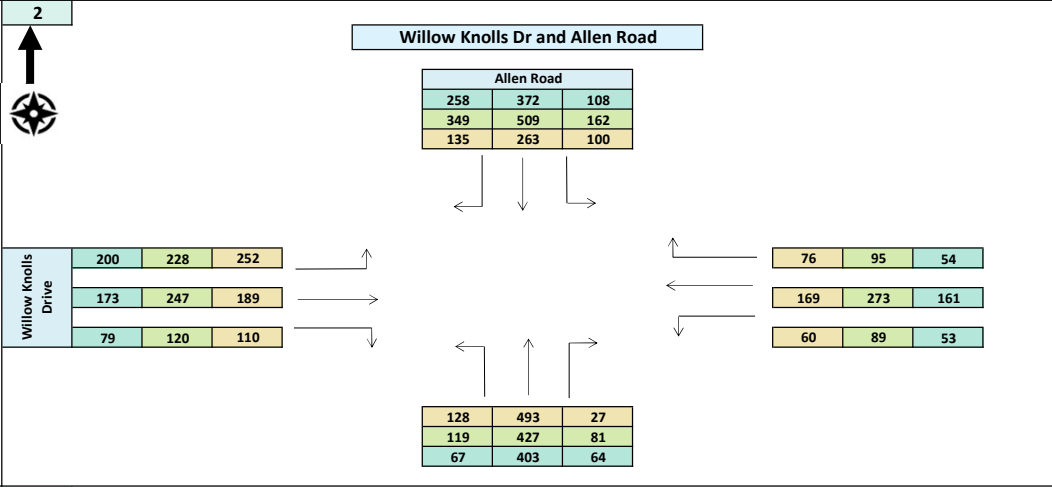 2
Willow Knolls Dr and Allen Road
Allen Road
258 372 108
349 509 162
135 263 100
Willow Knolls
Drive
200 228 252
173 247 189
79 120 110
76 95 54
169 273 161
60 89 53
128 493 27
119 427 81
67 403 64